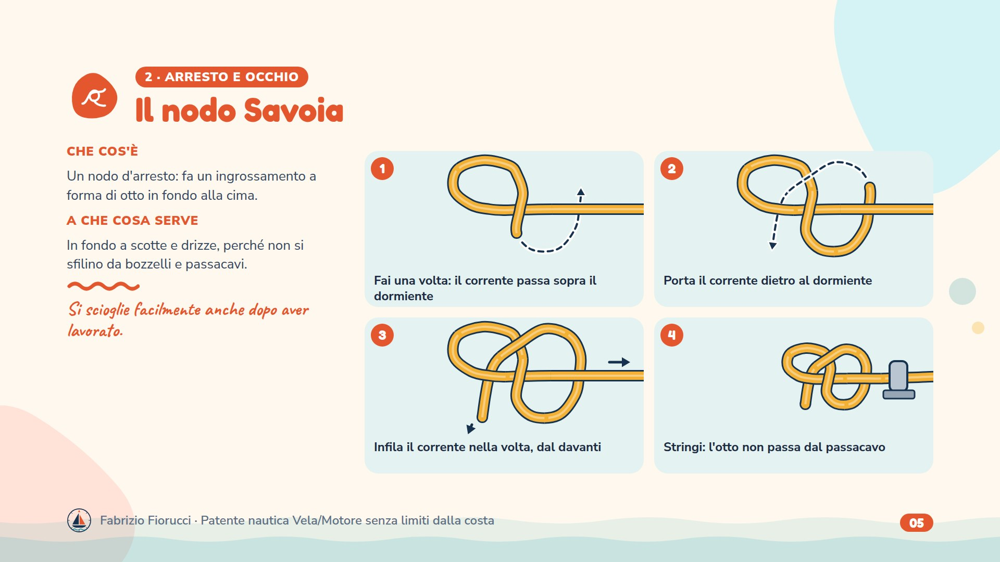 2 · ARRESTO E OCCHIO
Il nodo Savoia
CHE COS'È
Un nodo d'arresto: fa un ingrossamento a
forma di otto in fondo alla cima.
A CHE COSA SERVE
In fondo a scotte e drizze, perché non si
sfilino da bozzelli e passacavi.
Si scioglie facilmente anche dopo aver
lavorato.
1
Fai una volta: il corrente passa sopra il
dormiente
2
Porta il corrente dietro al dormiente
3
Infila il corrente nella volta, dal davanti
4
Stringi: l'otto non passa dal passacavo
Fabrizio Fiorucci · Patente nautica Vela/Motore senza limiti dalla costa
05